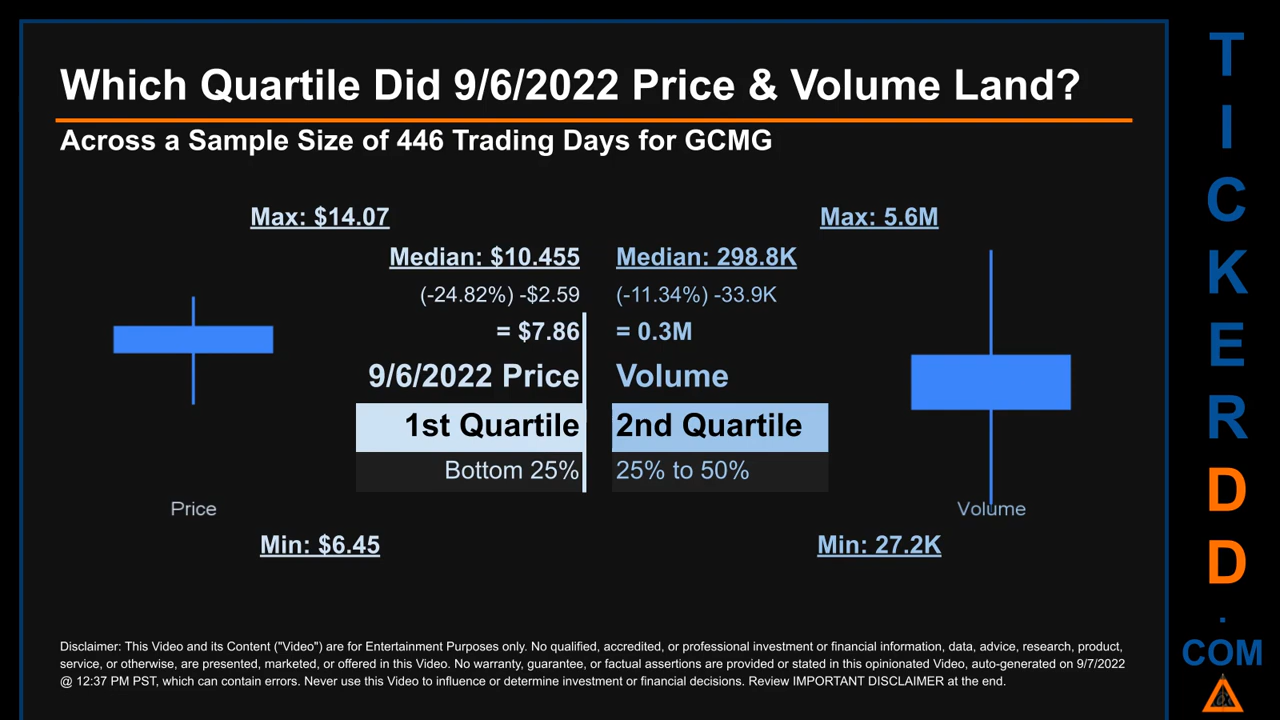 Which Quartile Did 9/6/2022 Price & Volume Land?
Across a Sample Size of 446 Trading Days for GCMG
Max: $14.07
Max: 5.6M
Median: $10.455
Median: 298.8K
(-24.82%) -$2.59
(-11.34%) -33.9K
= $7.86
= 0.3M
9/6/2022 Price
Volume
1st Quartile
2nd Quartile
Bottom 25%
25% to 50%
Price
Volume
Min: $6.45
Min: 27.2K
Disclaimer: This Video and its Content ("Video") are for Entertainment Purposes only. No qualified, accredited, or professional investment or financial information, data, advice, research, product,
service, or otherwise, are presented, marketed, or offered in this Video. No warranty, guarantee, or factual assertions are provided or stated in this opinionated Video, auto-generated on 9/7/2022
@ 12:37 PM PST, which can contain errors. Never use this Video to influence or determine investment or financial decisions. Review IMPORTANT DISCLAIMER at the end.
T
I
C
K
E
R
D
D
.
COM